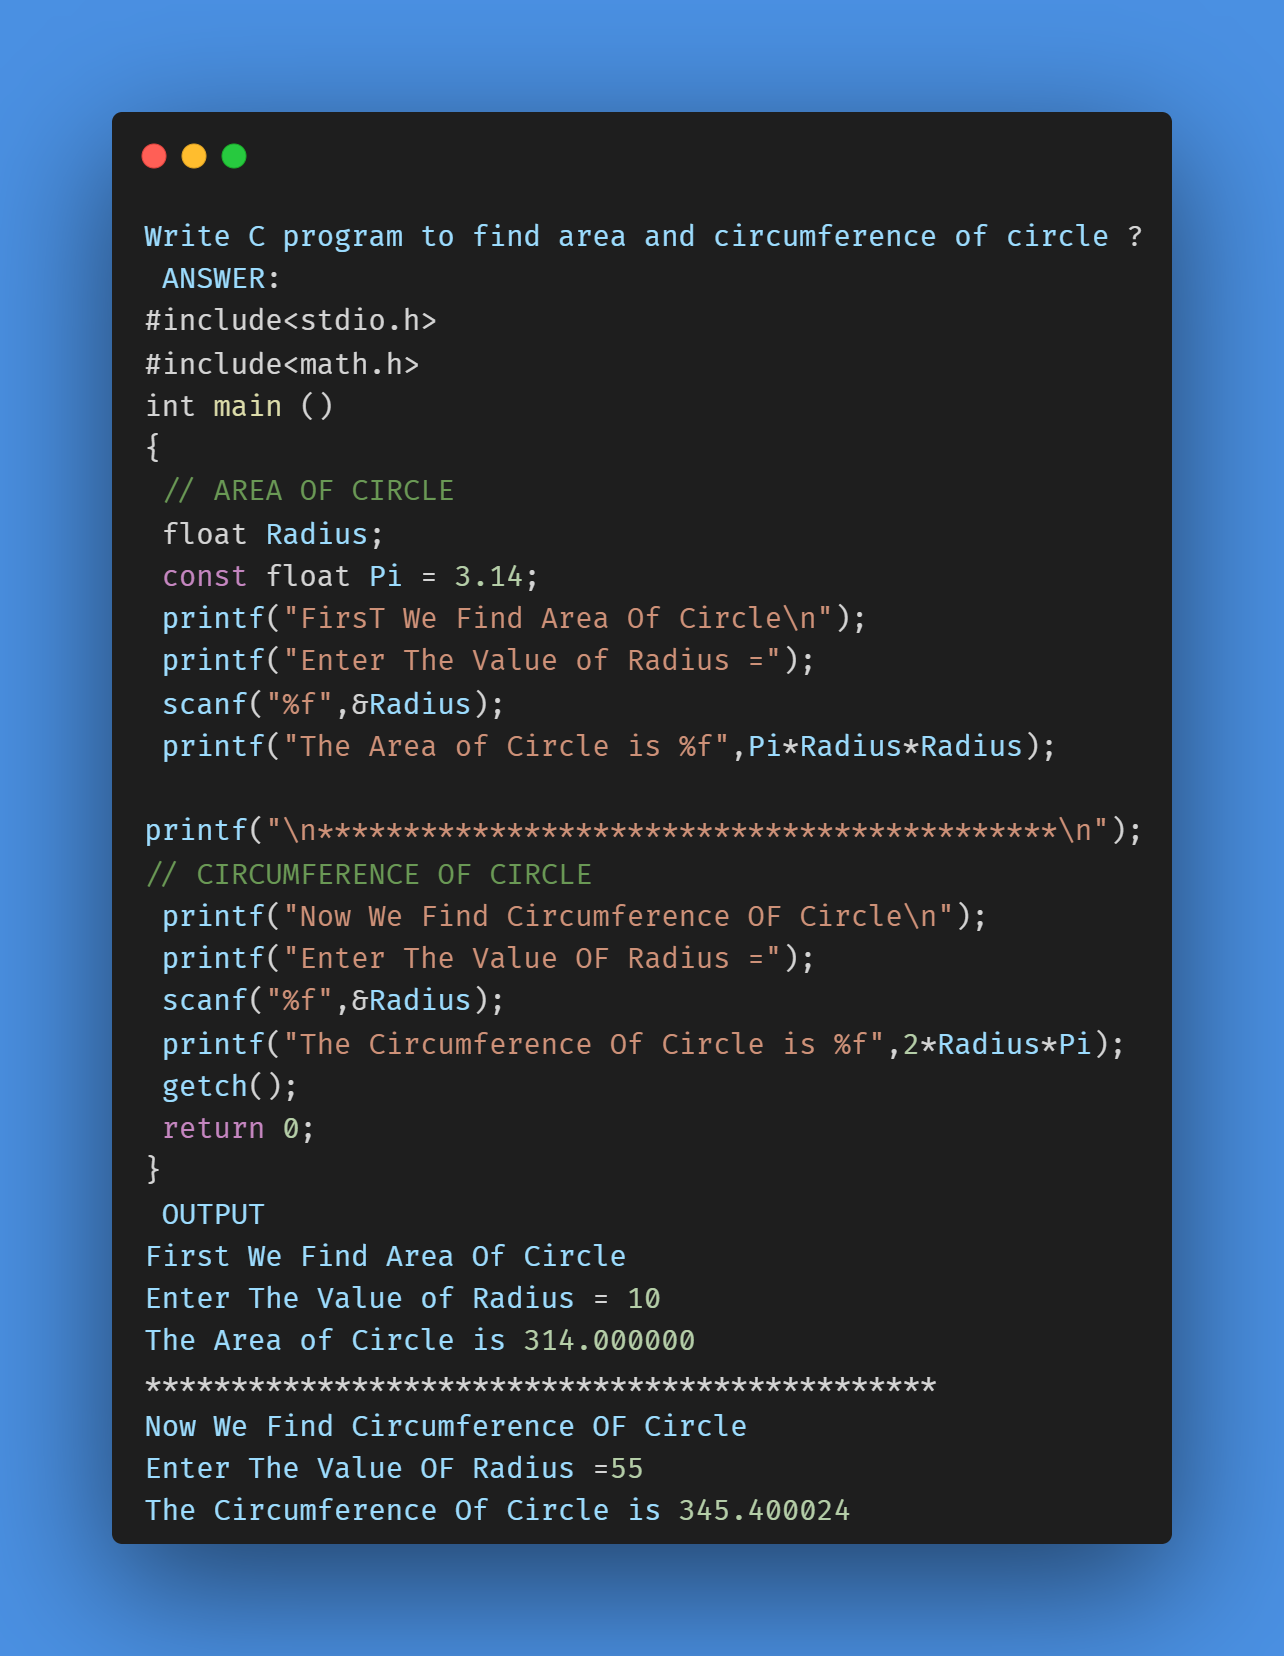 Write C program to find area and circumference of circle ?
 ANSWER:
#include<stdio.h>
#include<math.h>
int main ()
{
 // AREA OF CIRCLE
 float Radius;
 const float Pi = 3.14;
 printf("FirsT We Find Area Of Circle\n");
 printf("Enter The Value of Radius =");
 scanf("%f",&Radius);
 printf("The Area of Circle is %f",Pi*Radius*Radius);

printf("\n*******************************************\n");
// CIRCUMFERENCE OF CIRCLE
 printf("Now We Find Circumference OF Circle\n");
 printf("Enter The Value OF Radius =");
 scanf("%f",&Radius);
 printf("The Circumference Of Circle is %f",2*Radius*Pi);
 getch();
 return 0;
}
 OUTPUT
First We Find Area Of Circle
Enter The Value of Radius = 10
The Area of Circle is 314.000000
**********************************************
Now We Find Circumference OF Circle
Enter The Value OF Radius =55
The Circumference Of Circle is 345.400024